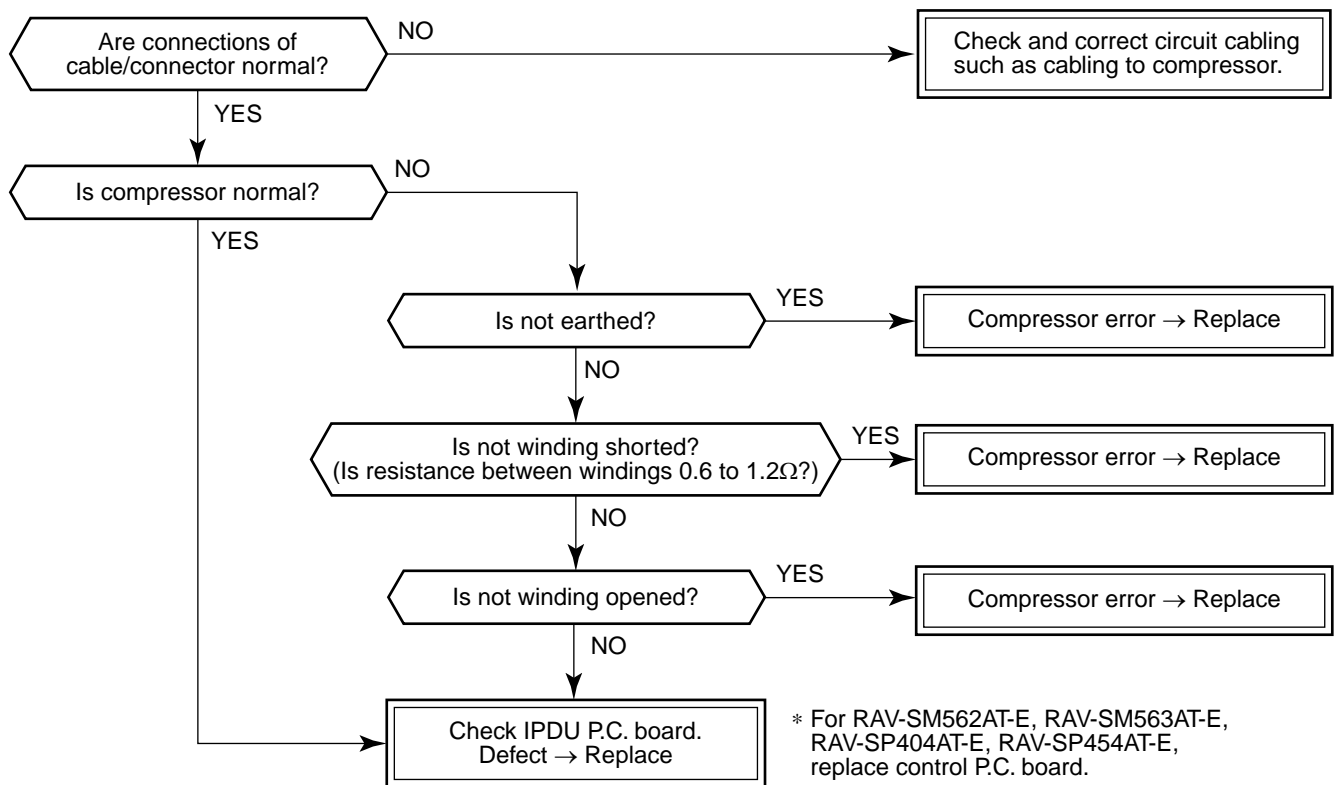 Are connections of
cable/connector normal?
NO
Check and correct circuit cabling
such as cabling to compressor.
YES
Is compressor normal?
NO
YES
Is not earthed?
YES
Compressor error → Replace
NO
Is not winding shorted?
(Is resistance between windings 0.6 to 1.2Ω?)
YES
Compressor error → Replace
NO
Is not winding opened?
YES
Compressor error → Replace
NO
Check IPDU P.C. board.
Defect → Replace
* For RAV-SM562AT-E, RAV-SM563AT-E,
RAV-SP404AT-E, RAV-SP454AT-E,
replace control P.C. board.